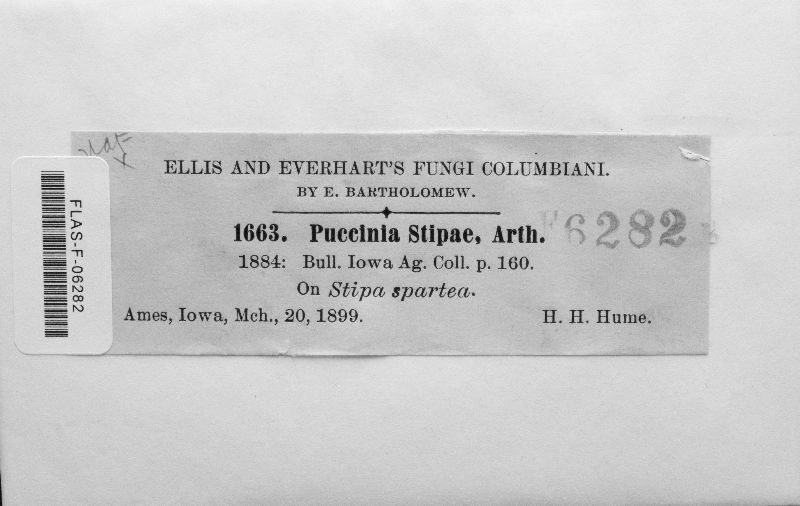 ELLIS AND EVERHART'S FUNGI COLUMBIANI.
BY E. BARTHOLOMEW.
1663. Puccinia Stipae, Arth.
F6282
1884: Bull. Iowa Ag. Coll. p. 160.
On Stipa spartea.
Ames, Iowa, Mch., 20, 1899. H. H. Hume.
FLAS-F-06282